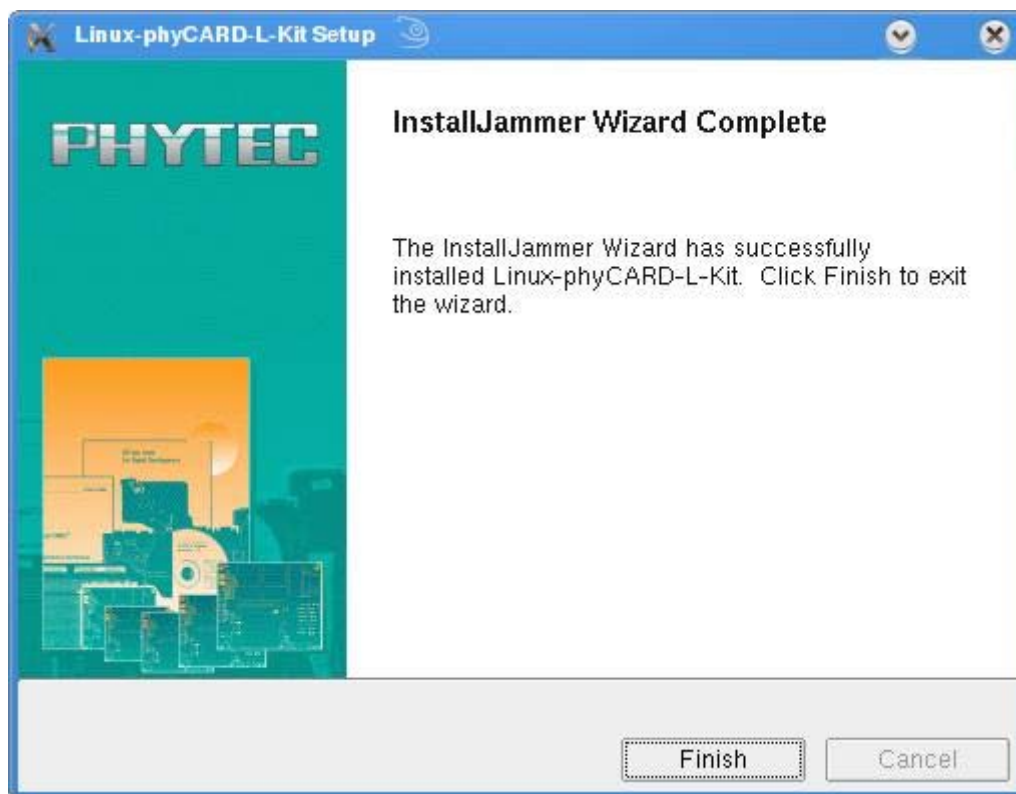 Linux-phyCARD-L-Kit Setup
PHYTEC
InstallJammer Wizard Complete
The InstallJammer Wizard has successfully
installed Linux-phyCARD-L-Kit. Click Finish to exit
the wizard.
Finish
Cancel